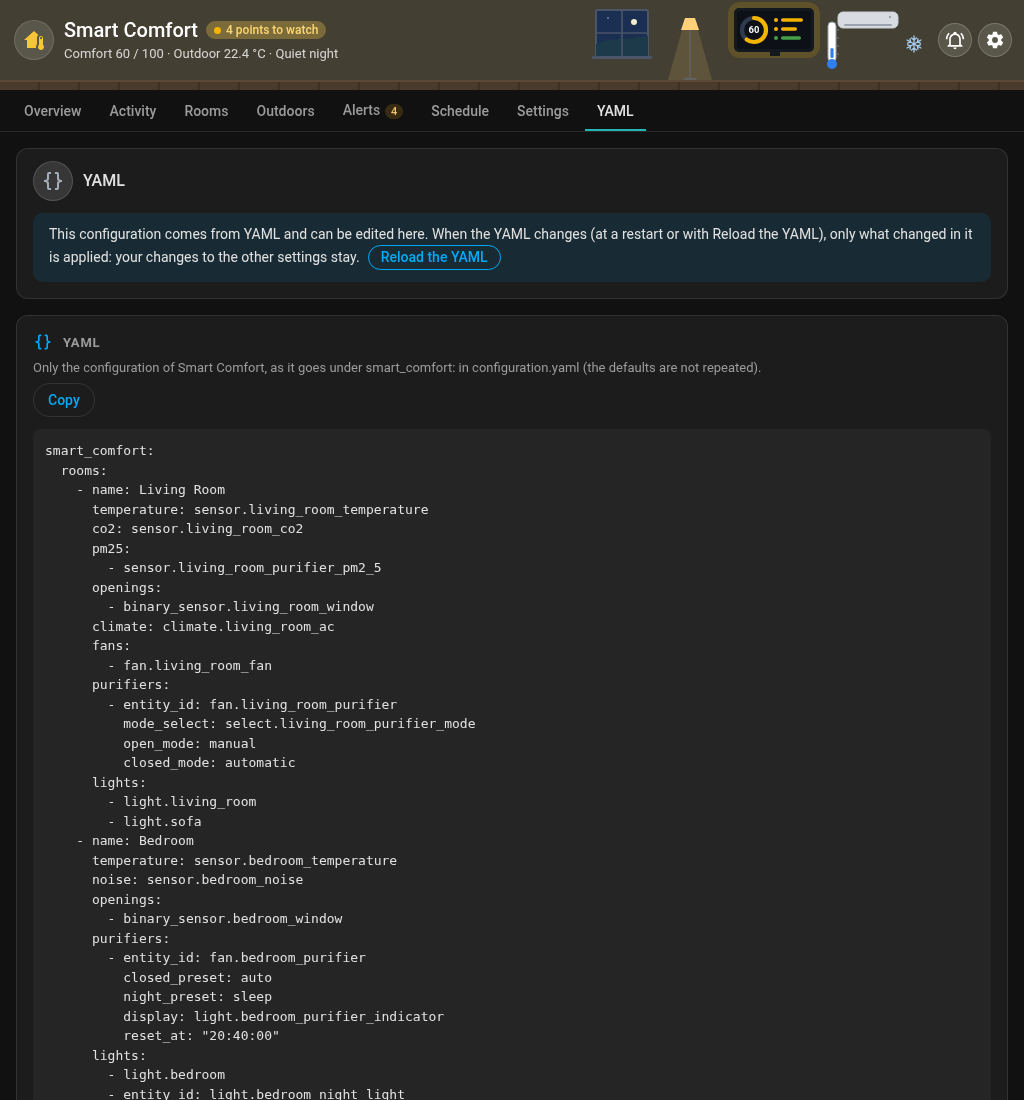 Smart Comfort
4 points to watch
Comfort 60 / 100 · Outdoor 22.4 °C · Quiet night
60
Overview
Activity
Rooms
Outdoors
Alerts 4
Schedule
Settings
YAML
{} YAML
This configuration comes from YAML and can be edited here. When the YAML changes (at a restart or with Reload the YAML), only what changed in it
is applied: your changes to the other settings stay. Reload the YAML
{} YAML
Only the configuration of Smart Comfort, as it goes under smart_comfort: in configuration.yaml (the defaults are not repeated).
Copy
smart_comfort:
  rooms:
    - name: Living Room
      temperature: sensor.living_room_temperature
      co2: sensor.living_room_co2
      pm25:
        - sensor.living_room_purifier_pm2_5
      openings:
        - binary_sensor.living_room_window
      climate: climate.living_room_ac
      fans:
        - fan.living_room_fan
      purifiers:
        - entity_id: fan.living_room_purifier
          mode_select: select.living_room_purifier_mode
          open_mode: manual
          closed_mode: automatic
      lights:
        - light.living_room
        - light.sofa
    - name: Bedroom
      temperature: sensor.bedroom_temperature
      noise: sensor.bedroom_noise
      openings:
        - binary_sensor.bedroom_window
      purifiers:
        - entity_id: fan.bedroom_purifier
          closed_preset: auto
          night_preset: sleep
          display: light.bedroom_purifier_indicator
          reset_at: "20:40:00"
      lights:
        - light.bedroom
        - entity_id: light.bedroom_night_light